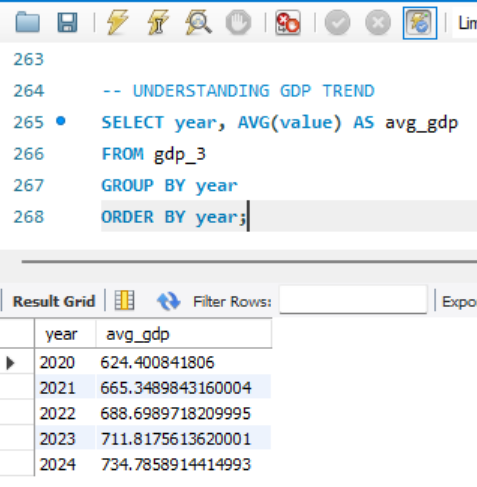 Lim
263
264 -- UNDERSTANDING GDP TREND
265 SELECT year, AVG(value) AS avg_gdp
266 FROM gdp_3
267 GROUP BY year
268 ORDER BY year;
Result Grid Filter Rows: Expo
year avg_gdp
2020 624.400841806
2021 665.3489843160004
2022 688.6989718209995
2023 711.8175613620001
2024 734.7858914414993